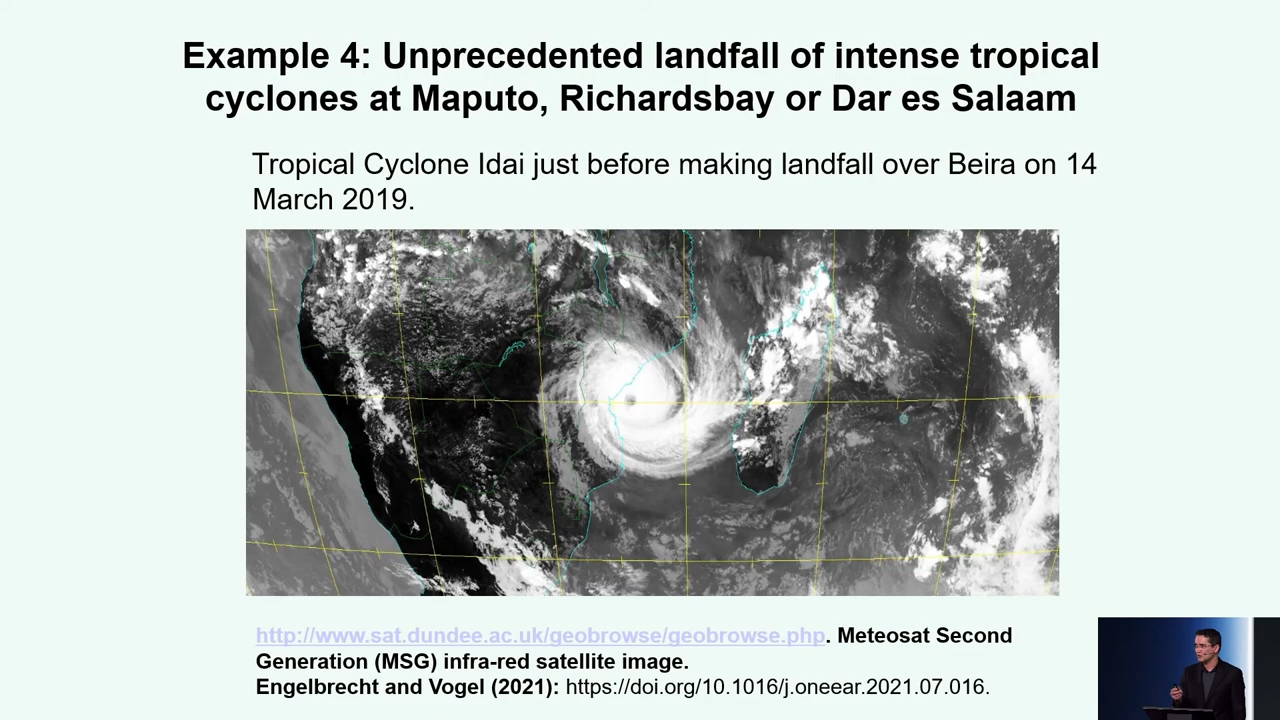 Example 4: Unprecedented landfall of intense tropical
cyclones at Maputo, Richardsbay or Dar es Salaam
Tropical Cyclone Idai just before making landfall over Beira on 14
March 2019.
http://www.sat.dundee.ac.uk/geobrowse/geobrowse.php. Meteosat Second
Generation (MSG) infra-red satellite image.
Engelbrecht and Vogel (2021): https://doi.org/10.1016/j.oneear.2021.07.016.